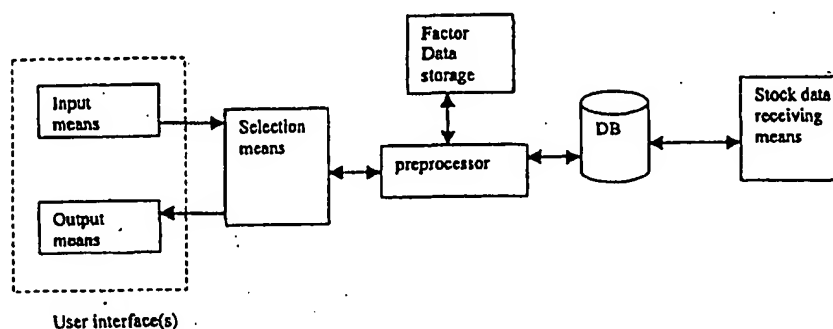 Input
means
Output
means
User interface(s)
Selection
means
Factor
Data
storage
preprocessor
DB
Stock data
receiving
means